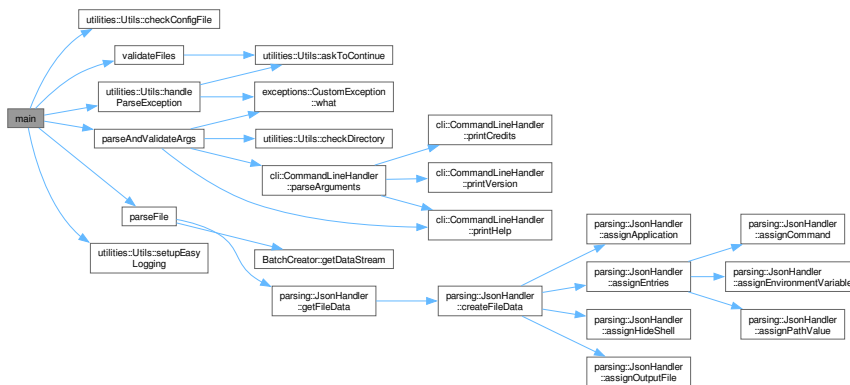 main
utilities::Utils::checkConfigFile
validateFiles
utilities::Utils::handle
ParseException
parseAndValidateArgs
parseFile
utilities::Utils::setupEasy
Logging
utilities::Utils::askToContinue
exceptions::CustomException
::what
utilities::Utils::checkDirectory
cli::CommandLineHandler
::parseArguments
BatchCreator::getDataStream
parsing::JsonHandler
::getFileData
cli::CommandLineHandler
::printCredits
cli::CommandLineHandler
::printVersion
cli::CommandLineHandler
::printHelp
parsing::JsonHandler
::createFileData
parsing::JsonHandler
::assignApplication
parsing::JsonHandler
::assignEntries
parsing::JsonHandler
::assignHideShell
parsing::JsonHandler
::assignOutputFile
parsing::JsonHandler
::assignCommand
parsing::JsonHandler
::assignEnvironmentVariable
parsing::JsonHandler
::assignPathValue